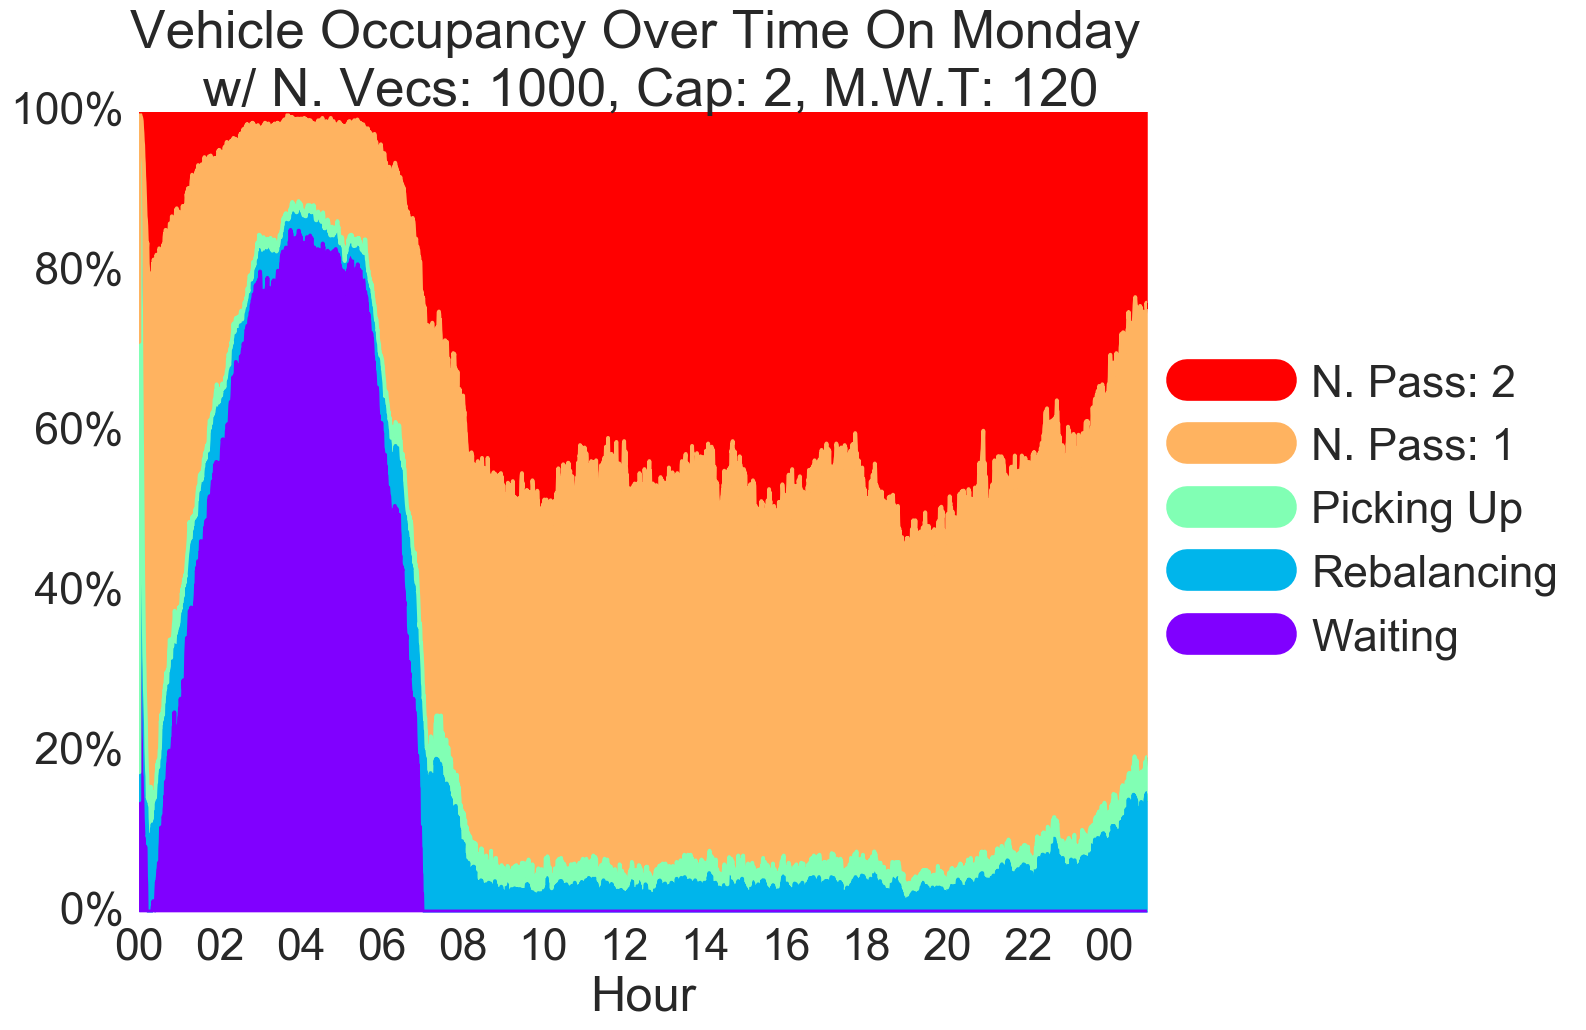 Vehicle Occupancy Over Time On Monday
w/ N. Vecs: 1000, Cap: 2, M.W.T: 120
100%
80%
60%
40%
20%
0%
00 02 04 06 08 10 12 14 16 18 20 22 00
Hour
N. Pass: 2
N. Pass: 1
Picking Up
Rebalancing
Waiting